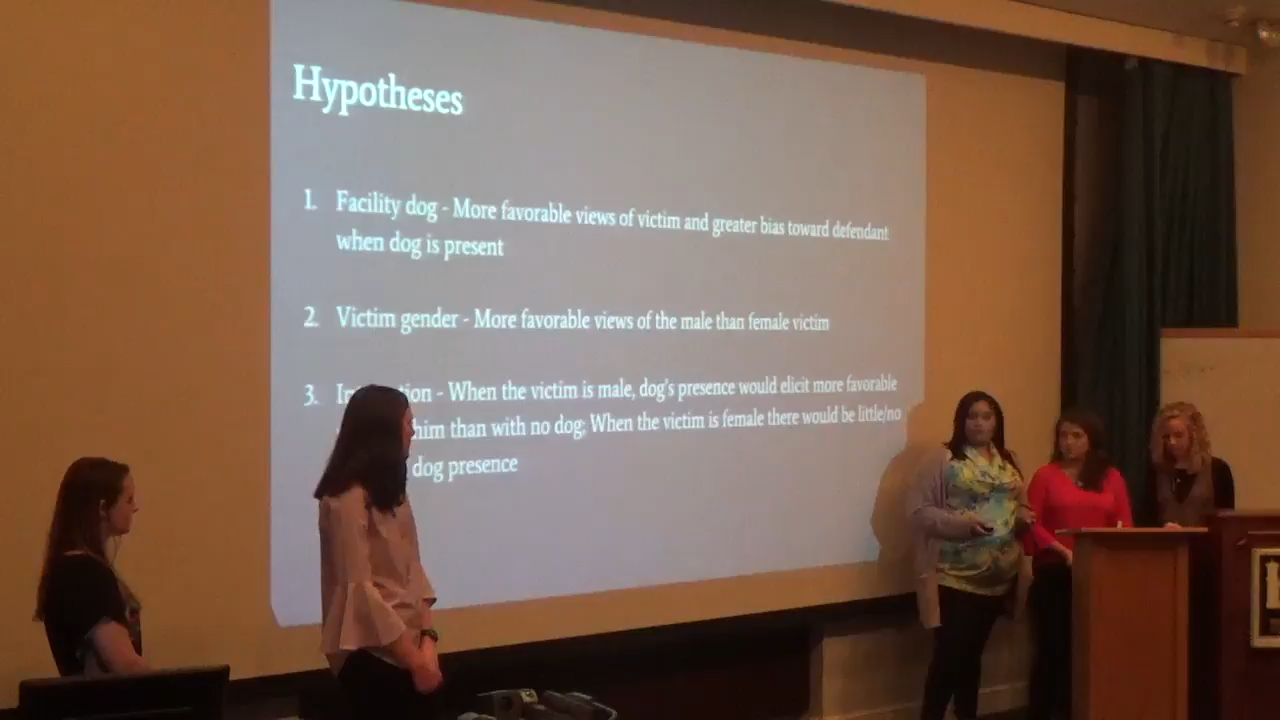 Hypotheses
1. Facility dog - More favorable views of victim and greater bias toward defendant
when dog is present
2. Victim gender - More favorable views of the male than female victim
3. - When the victim is male, dog's presence would elicit more favorable
him than with no dog; When the victim is female there would be little/no
dog presence